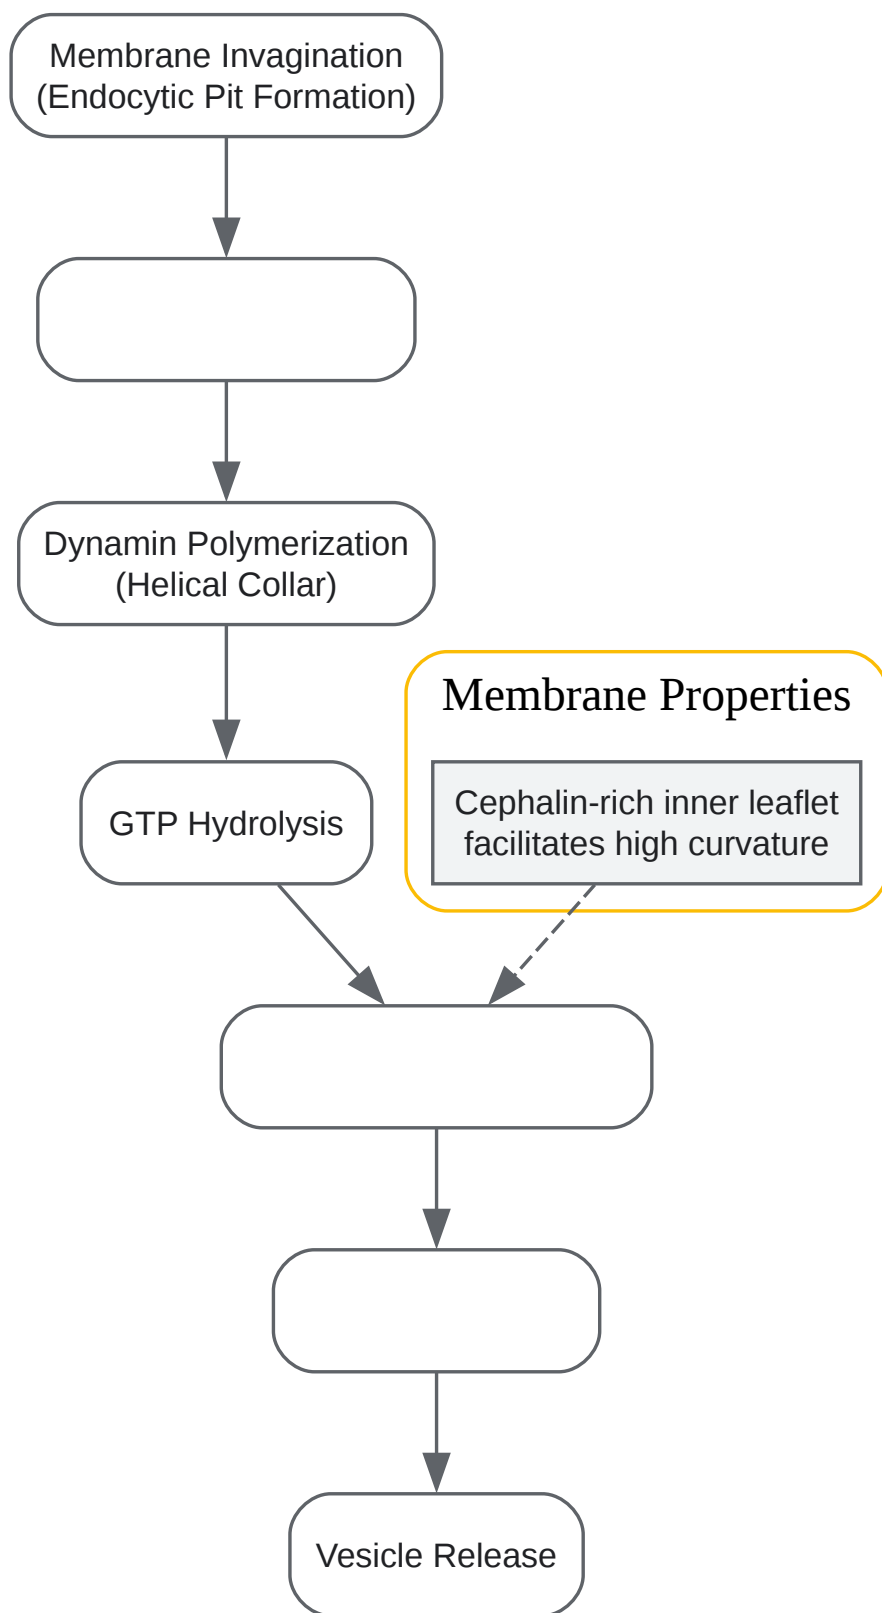 Membrane Invagination
(Endocytic Pit Formation)
Dynamin Polymerization
(Helical Collar)
Membrane Properties
GTP Hydrolysis
Cephalin-rich inner leaflet
facilitates high curvature
Vesicle Release